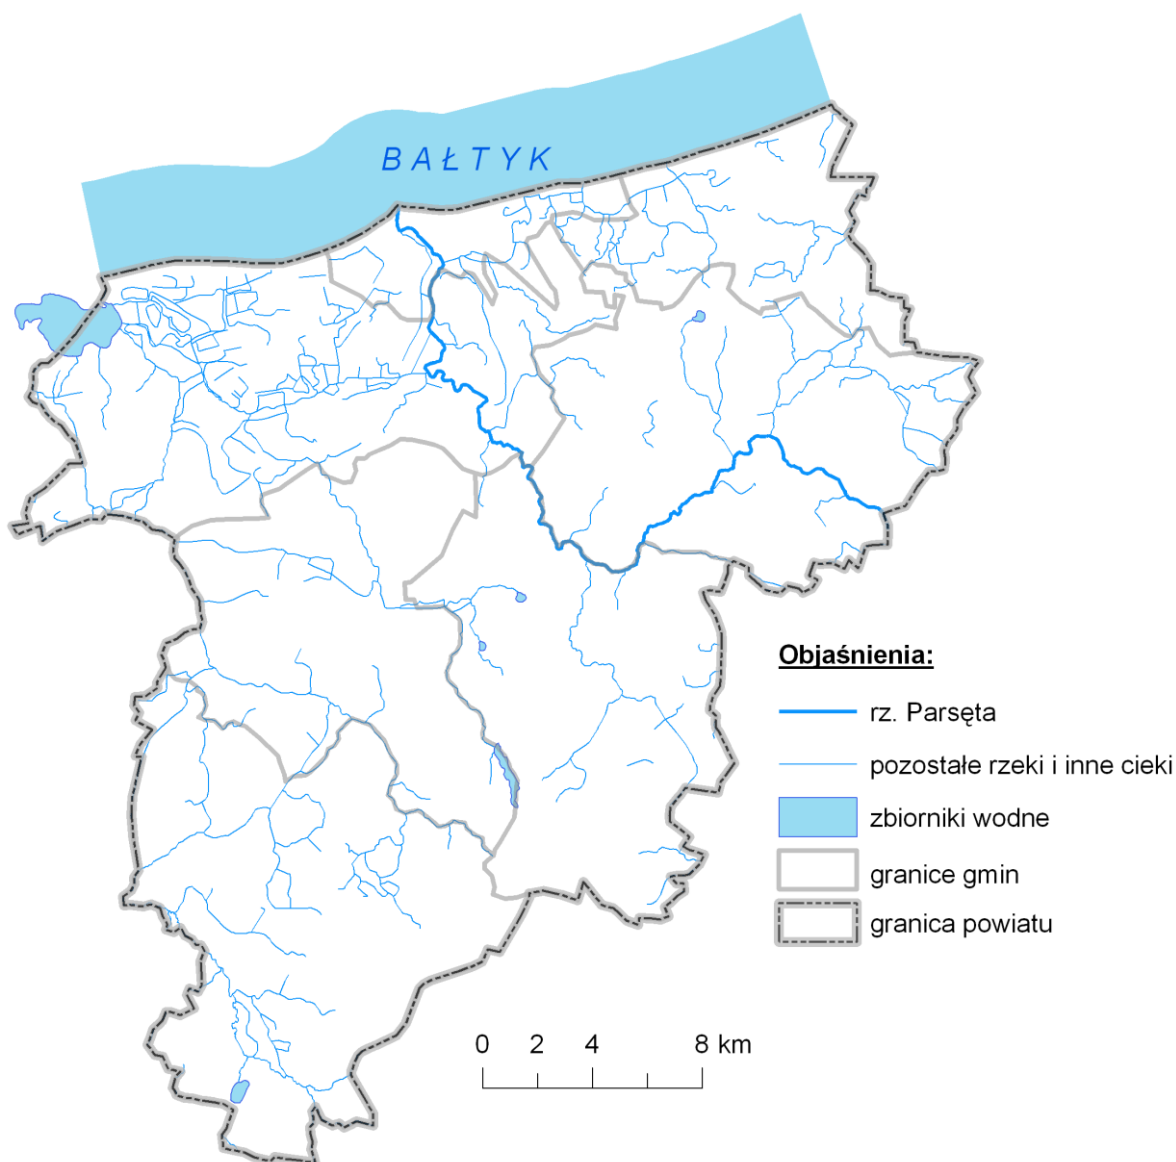 BAŁTYK
Objaśnienia:
rz. Parsęta
pozostałe rzeki i inne cieki
zbiorniki wodne
granice gmin
granica powiatu
0 2 4 8 km